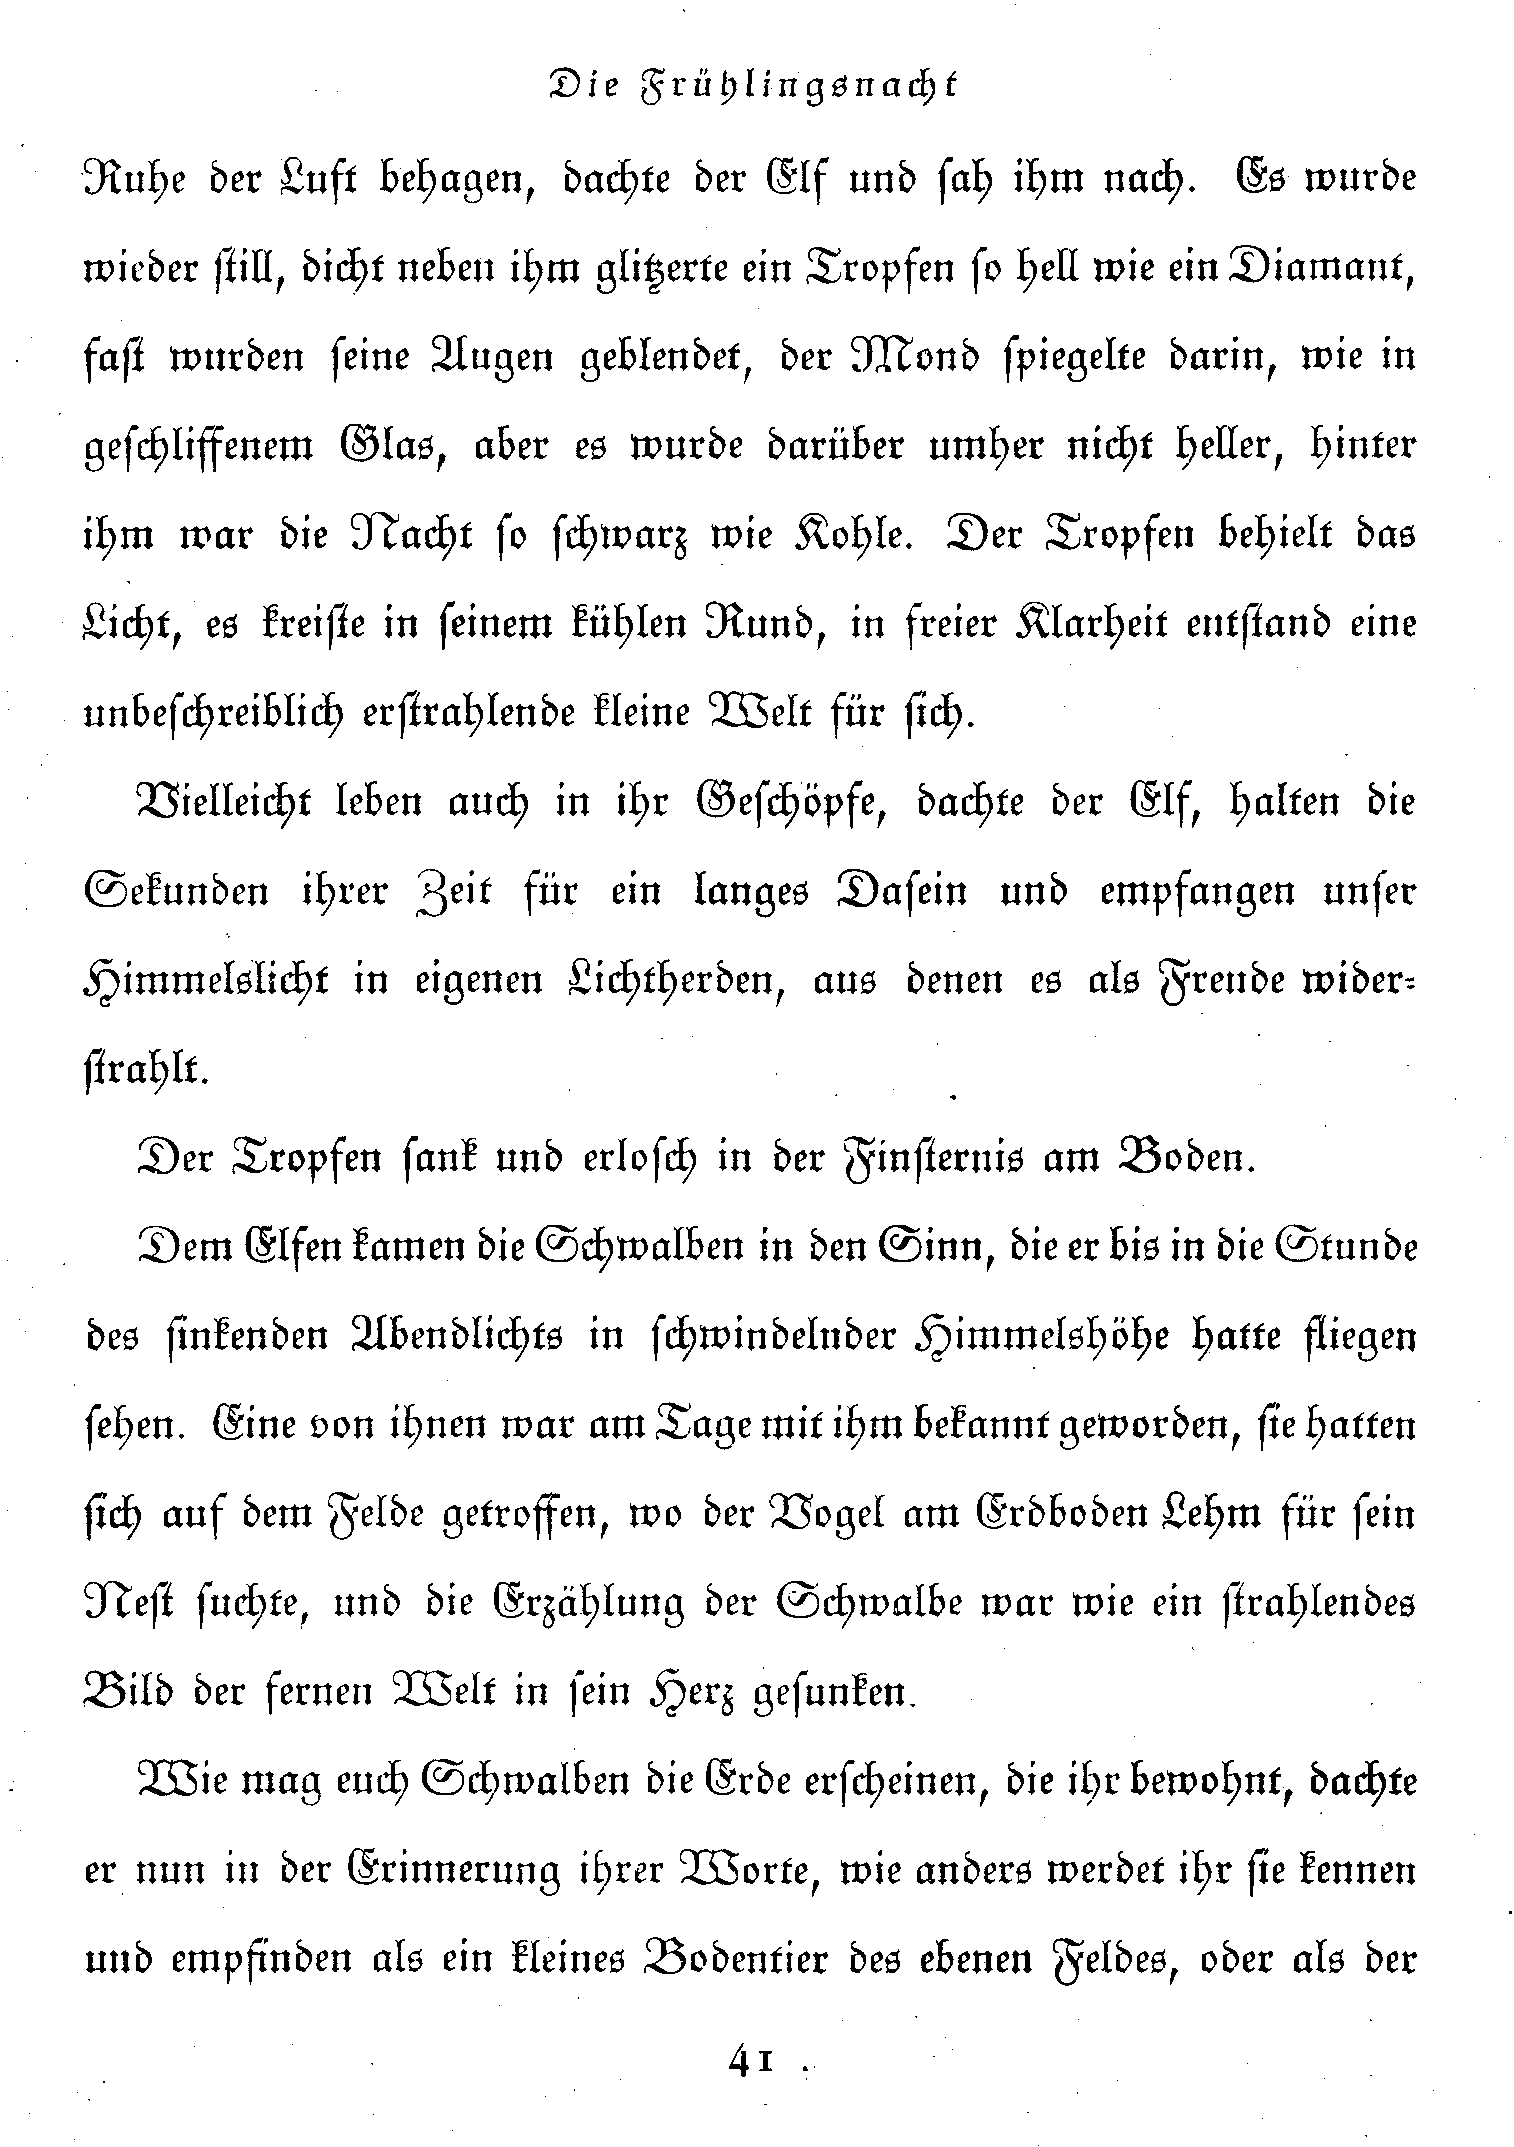 Die Frühlingsnacht
Ruhe der Luft behagen, dachte der Elf und sah ihm nach. Es wurde
wieder still, dicht neben ihm glitzerte ein Tropfen so hell wie ein Diamant,
fast wurden seine Augen geblendet, der Mond spiegelte darin, wie in
geschliffenem Glas, aber es wurde darüber umher nicht heller, hinter
ihm war die Nacht so schwarz wie Kohle. Der Tropfen behielt das
Licht, es kreiste in seinem kühlen Rund, in freier Klarheit entstand eine
unbeschreiblich erstrahlende kleine Welt für sich.
Vielleicht leben auch in ihr Geschöpfe, dachte der Elf, halten die
Sekunden ihrer Zeit für ein langes Dasein und empfangen unser
Himmelslicht in eigenen Lichtherden, aus denen es als Freude wider-
strahlt.
Der Tropfen sank und erlosch in der Finsternis am Boden.
Dem Elfen kamen die Schwalben in den Sinn, die er bis in die Stunde
des sinkenden Abendlichts in schwindelnder Himmelshöhe hatte fliegen
sehen. Eine von ihnen war am Tage mit ihm bekannt geworden, sie hatten
sich auf dem Felde getroffen, wo der Vogel am Erdboden Lehm für sein
Nest suchte, und die Erzählung der Schwalbe war wie ein strahlendes
Bild der fernen Welt in sein Herz gesunken.
Wie mag euch Schwalben die Erde erscheinen, die ihr bewohnt, dachte
er nun in der Erinnerung ihrer Worte, wie anders werdet ihr sie kennen
und empfinden als ein kleines Bodentier des ebenen Feldes, oder als der
41